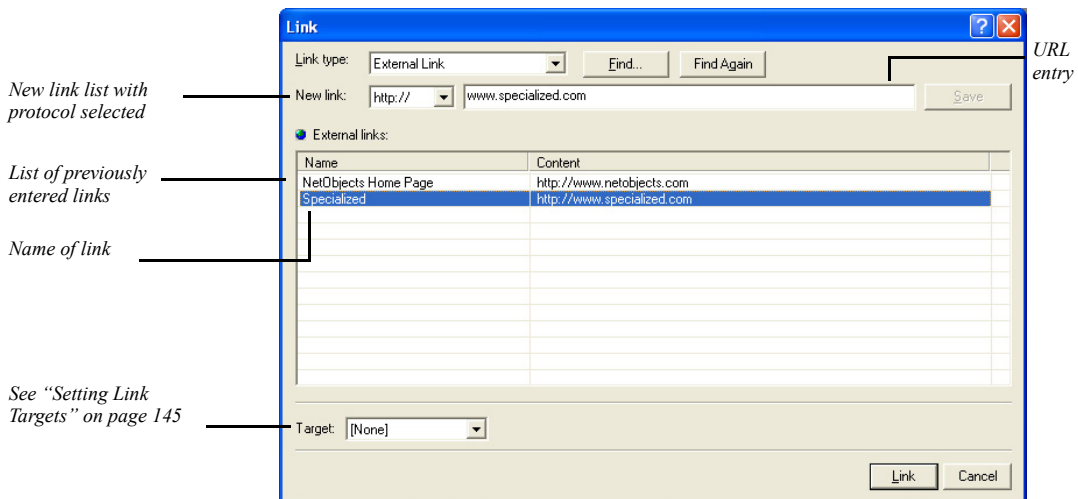 Link
Link type:
External Link
Find...
Find Again
URL
entry
New link list with
protocol selected
New link:
http://
www.specialized.com
Save
External links:
List of previously
entered links
Name
Content
NetObjects Home Page
http://www.netobjects.com
Specialized
http://www.specialized.com
Name of link
See “Setting Link
Targets” on page 145
Target:
[None]
Link
Cancel